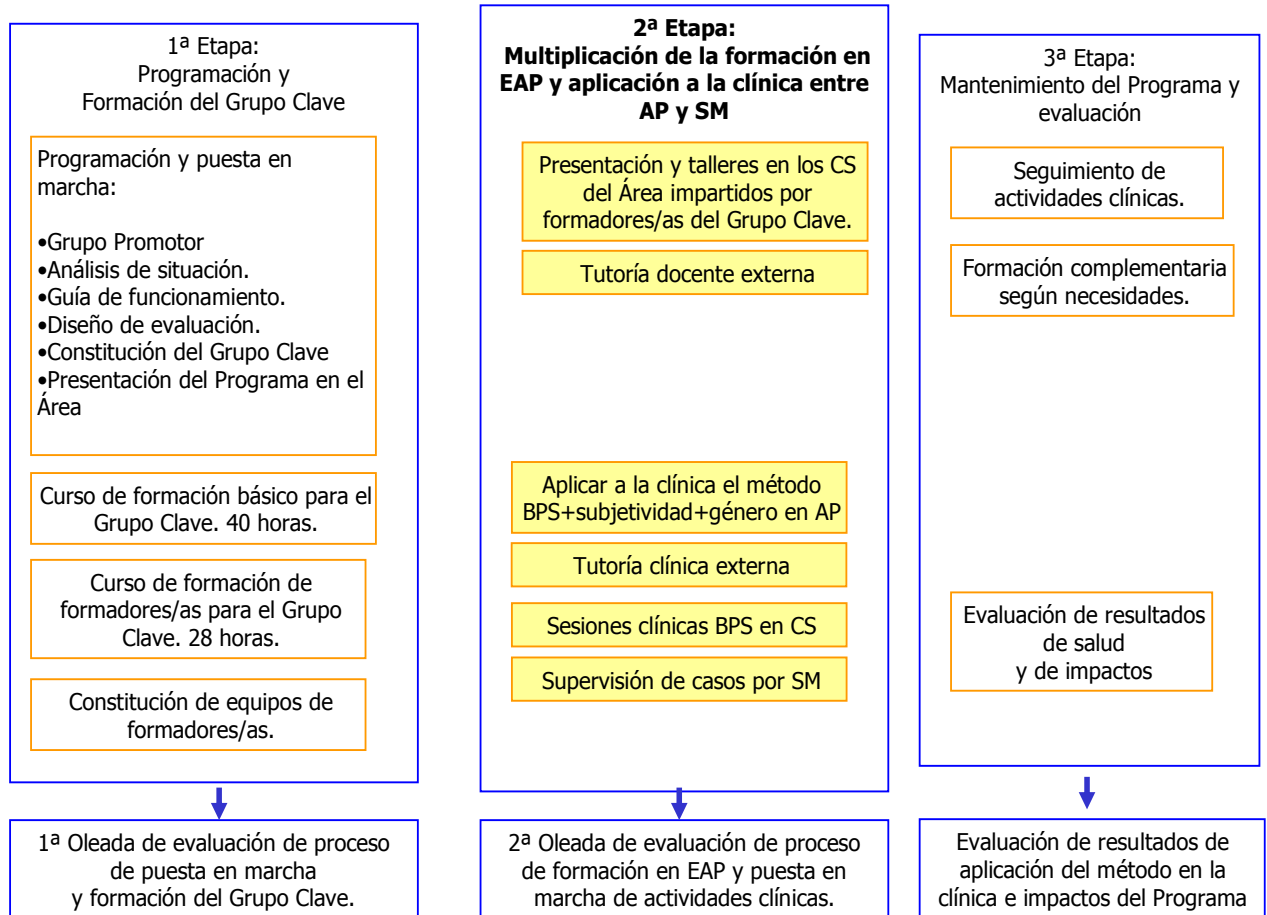 1ª Etapa:
Programación y
Formación del Grupo Clave
Programación y puesta en
marcha:
•Grupo Promotor
•Análisis de situación.
•Guía de funcionamiento.
•Diseño de evaluación.
•Constitución del Grupo Clave
•Presentación del Programa en el
Área
Curso de formación básico para el
Grupo Clave. 40 horas.
Curso de formación de
formadores/as para el Grupo
Clave. 28 horas.
Constitución de equipos de
formadores/as.
1ª Oleada de evaluación de proceso
de puesta en marcha
y formación del Grupo Clave.
2ª Etapa:
Multiplicación de la formación en
EAP y aplicación a la clínica entre
AP y SM
Presentación y talleres en los CS
del Área impartidos por
formadores/as del Grupo Clave.
Tutoría docente externa
Aplicar a la clínica el método
BPS+subjetividad+género en AP
Tutoría clínica externa
Sesiones clínicas BPS en CS
Supervisión de casos por SM
2ª Oleada de evaluación de proceso
de formación en EAP y puesta en
marcha de actividades clínicas.
3ª Etapa:
Mantenimiento del Programa y
evaluación
Seguimiento de
actividades clínicas.
Formación complementaria
según necesidades.
Evaluación de resultados
de salud
y de impactos
Evaluación de resultados de
aplicación del método en la
clínica e impactos del Programa